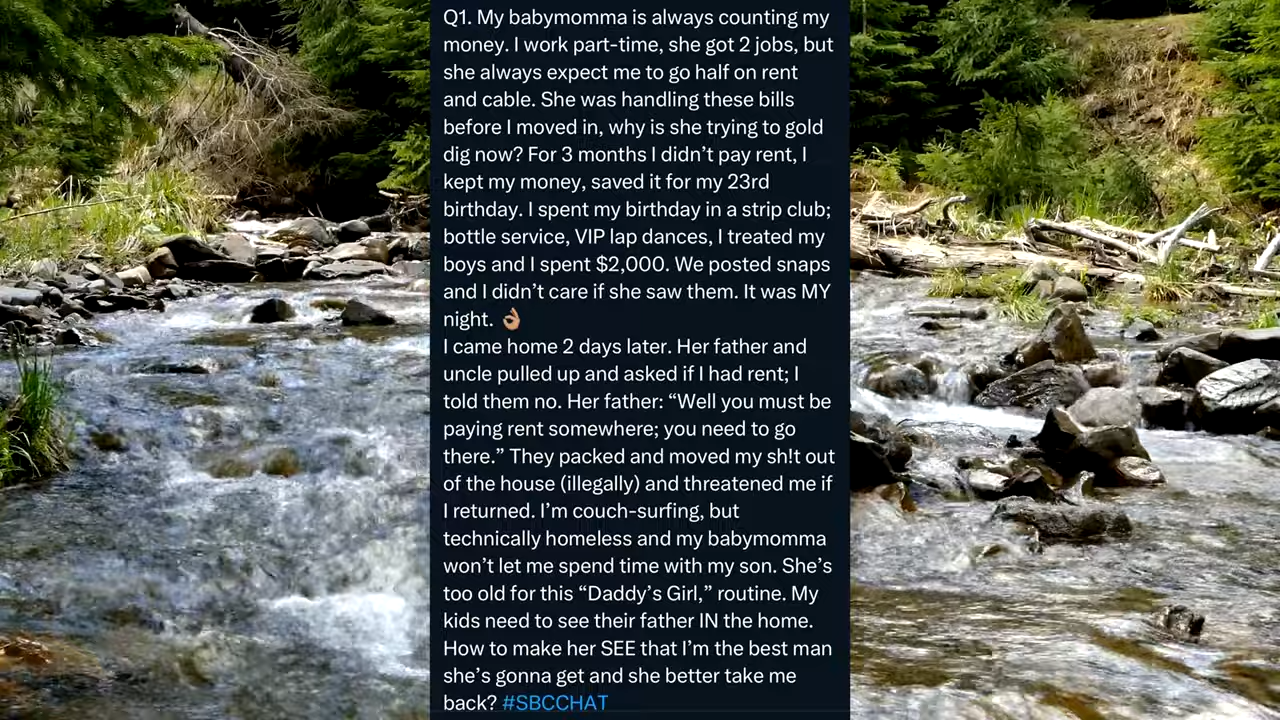 Q1. My babymomma is always counting my
money. I work part-time, she got 2 jobs, but
she always expect me to go half on rent
and cable. She was handling these bills
before I moved in, why is she trying to gold
dig now? For 3 months I didn’t pay rent, I
kept my money, saved it for my 23rd
birthday. I spent my birthday in a strip club;
bottle service, VIP lap dances, I treated my
boys and I spent $2,000. We posted snaps
and I didn’t care if she saw them. It was MY
night. 👌🏽
I came home 2 days later. Her father and
uncle pulled up and asked if I had rent; I
told them no. Her father: “Well you must be
paying rent somewhere; you need to go
there.” They packed and moved my sh!t out
of the house (illegally) and threatened me if
I returned. I’m couch-surfing, but
technically homeless and my babymomma
won’t let me spend time with my son. She’s
too old for this “Daddy’s Girl,” routine. My
kids need to see their father IN the home.
How to make her SEE that I’m the best man
she’s gonna get and she better take me
back? #SBCCHAT